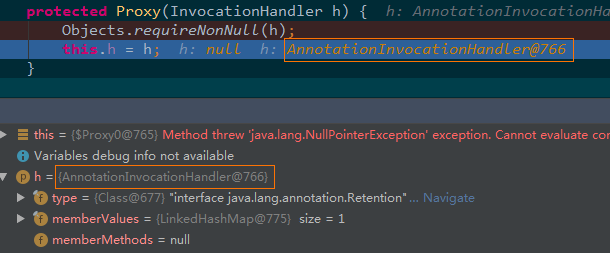 protected Proxy(InvocationHandler h) {  h: AnnotationInvocationHa
Objects.requireNonNull(h);
this.h = h;  h: null  h: AnnotationInvocationHandler@766
}
this = {$Proxy0@765} Method threw 'java.lang.NullPointerException' exception. Cannot evaluate co
Variables debug info not available
h = {AnnotationInvocationHandler@766}
type = {Class@677} "interface java.lang.annotation.Retention"... Navigate
memberValues = {LinkedHashMap@775}  size = 1
memberMethods = null